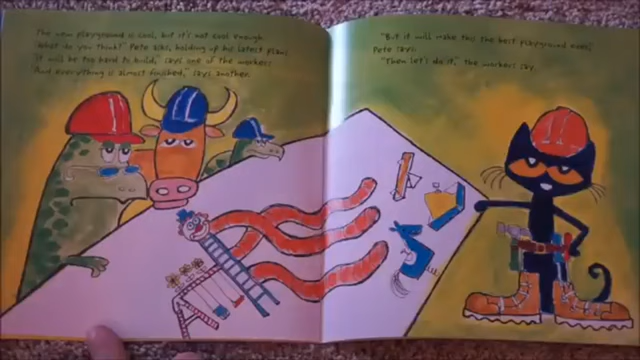 The new playground is cool, but it's not cool enough.
"What do you think?" Pete asks, holding up his latest plans.
"It will be too hard to build," says one of the workers.
"And everything is almost finished," says another.
"But it will make this the best playground ever,"
Pete says.
"Then let's do it," the workers say.